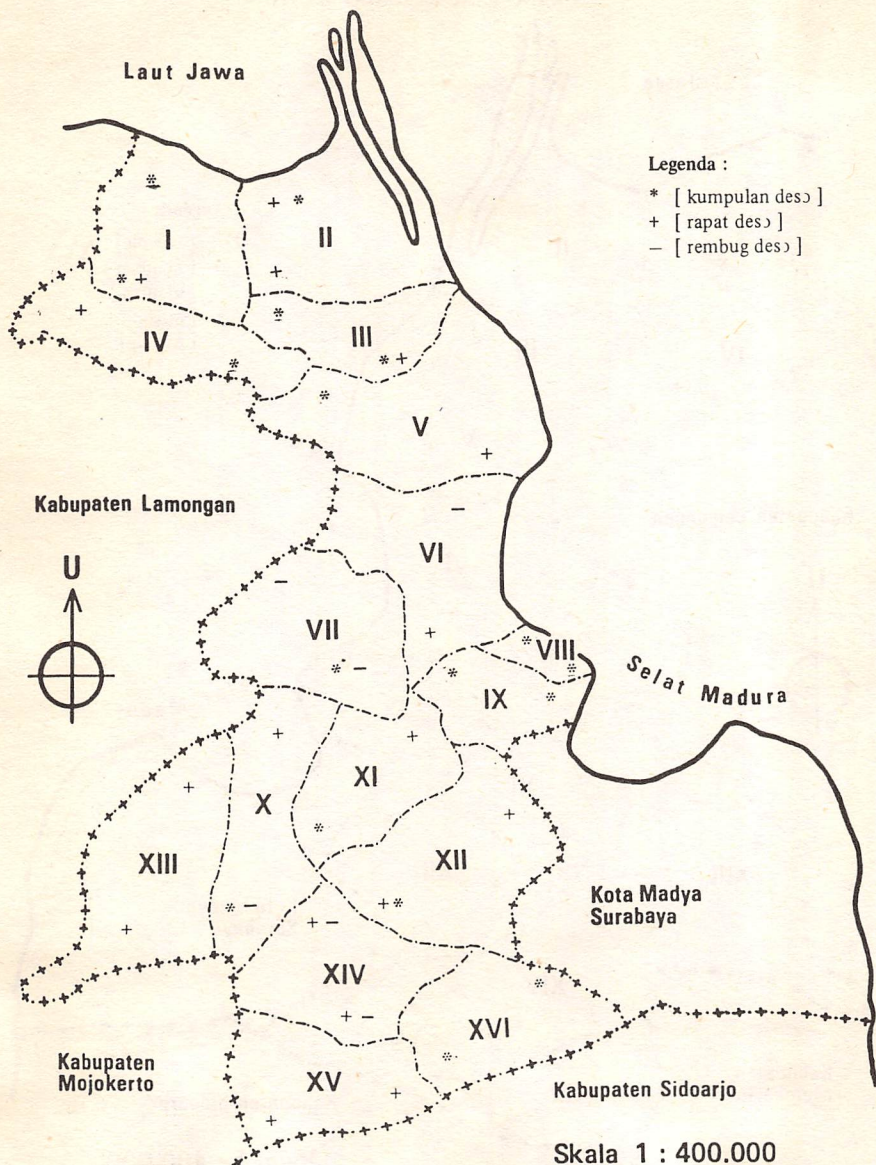 Laut Jawa
Legenda :
* [ kumpulan desɔ ]
+ [ rapat desɔ ]
– [ rembug desɔ ]
I
II
III
IV
V
Kabupaten Lamongan
U
VI
VII
VIII
Selat Madura
IX
X
XI
XII
XIII
Kota Madya
Surabaya
XIV
XVI
Kabupaten
Mojokerto
XV
Kabupaten Sidoarjo
Skala 1 : 400.000